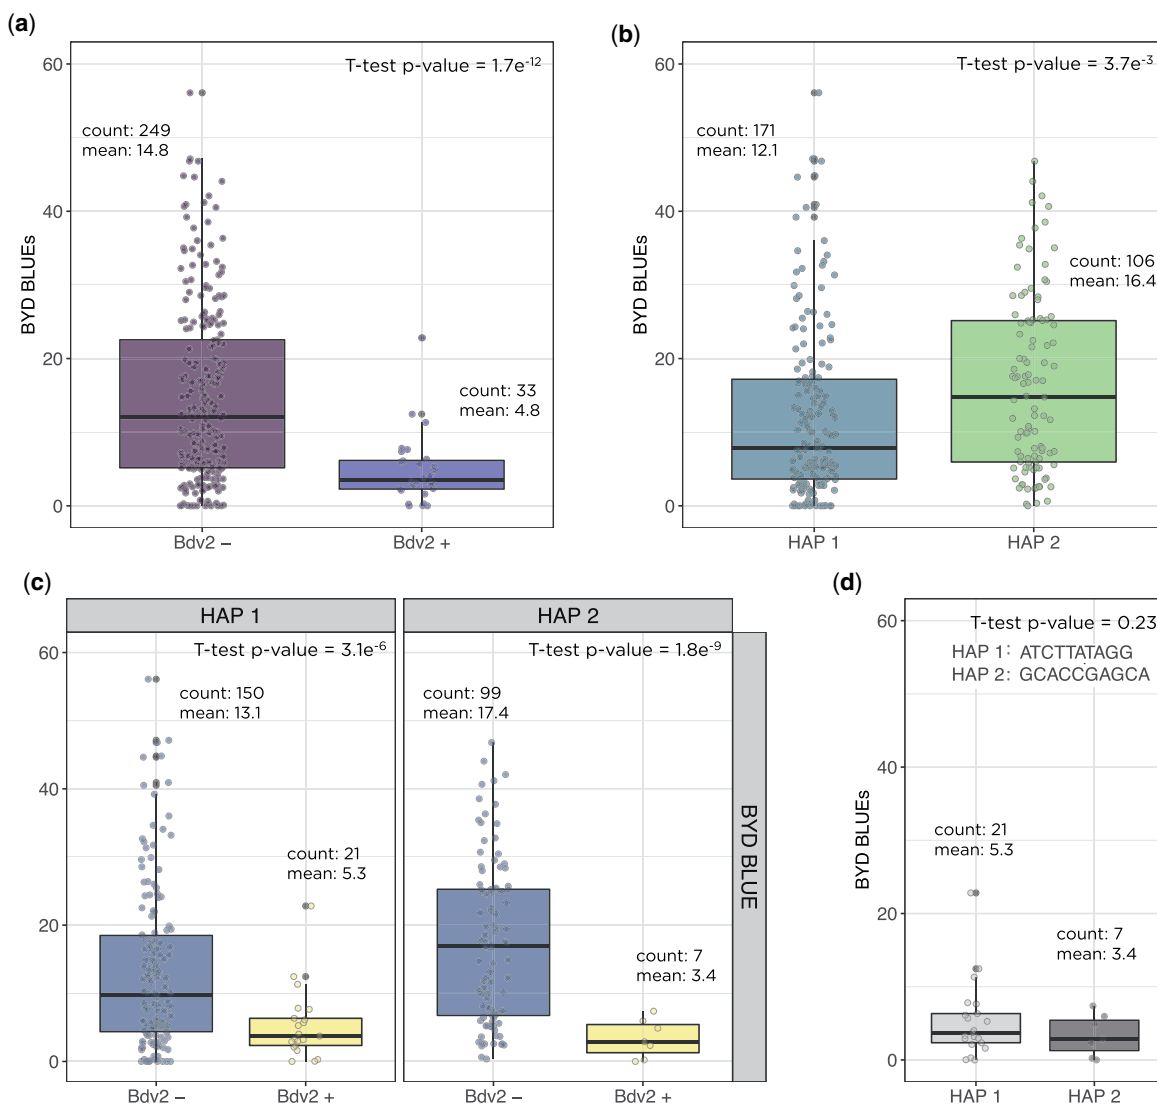 (a)
T-test p-value = 1.7e-12
count: 249
mean: 14.8
count: 33
mean: 4.8
BYD BLUEs
60
40
20
0
Bdv2 –
Bdv2 +
(b)
T-test p-value = 3.7e-3
count: 171
mean: 12.1
count: 106
mean: 16.4
BYD BLUEs
60
40
20
0
HAP 1
HAP 2
(c)
HAP 1
HAP 2
T-test p-value = 3.1e-6
T-test p-value = 1.8e-9
count: 150
mean: 13.1
count: 21
mean: 5.3
count: 99
mean: 17.4
count: 7
mean: 3.4
BYD BLUE
60
40
20
0
Bdv2 –
Bdv2 +
Bdv2 –
Bdv2 +
(d)
T-test p-value = 0.23
HAP 1: ATCTTATAGG
HAP 2: GCACCGAGCA
count: 21
mean: 5.3
count: 7
mean: 3.4
BYD BLUEs
60
40
20
0
HAP 1
HAP 2